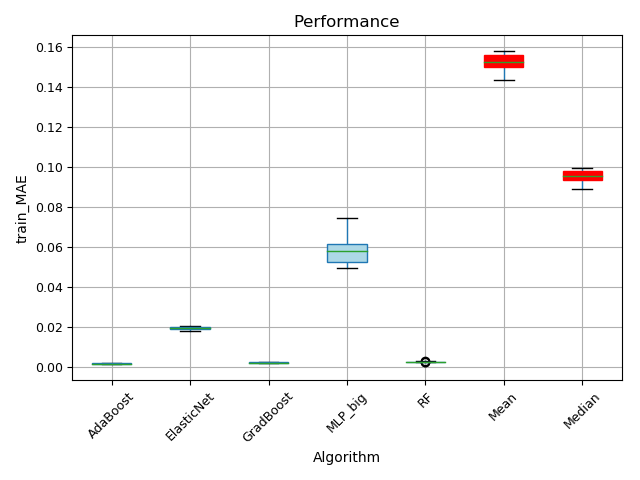 Performance
train_MAE
0.16
0.14
0.12
0.10
0.08
0.06
0.04
0.02
0.00
AdaBoost
ElasticNet
GradBoost
MLP_big
RF
Mean
Median
Algorithm